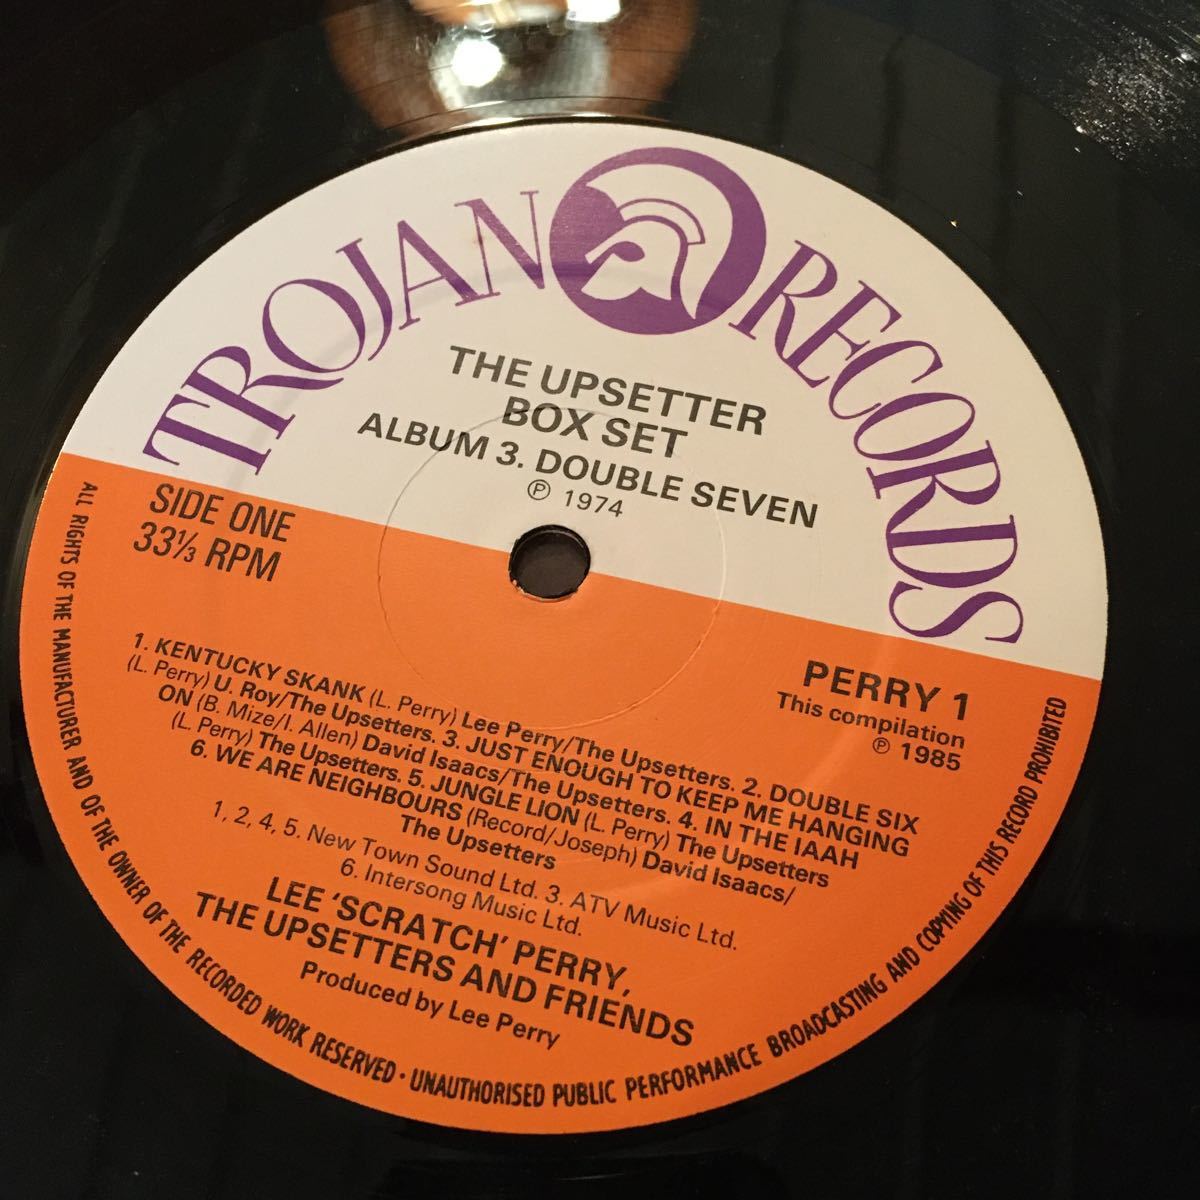 TROJAN RECORDS
THE UPSETTER
BOX SET
ALBUM 3. DOUBLE SEVEN
℗ 1974
SIDE ONE
33⅓ RPM
PERRY 1
This compilation
℗ 1985
1. KENTUCKY SKANK (L. Perry) Lee Perry/The Upsetters. 2. DOUBLE SIX
(L. Perry) U. Roy/The Upsetters. 3. JUST ENOUGH TO KEEP ME HANGING
ON (B. Mize/I. Allen) David Isaacs/The Upsetters. 4. IN THE IAAH
(L. Perry) The Upsetters. 5. JUNGLE LION (L. Perry) The Upsetters
6. WE ARE NEIGHBOURS (Record/Joseph) David Isaacs/
The Upsetters
1, 2, 4, 5. New Town Sound Ltd. 3. ATV Music Ltd.
6. Intersong Music Ltd.
LEE 'SCRATCH' PERRY,
THE UPSETTERS AND FRIENDS
Produced by Lee Perry
ALL RIGHTS OF THE MANUFACTURER AND OF THE OWNER OF THE RECORDED WORK RESERVED · UNAUTHORISED PUBLIC PERFORMANCE BROADCASTING AND COPYING OF THIS RECORD PROHIBITED